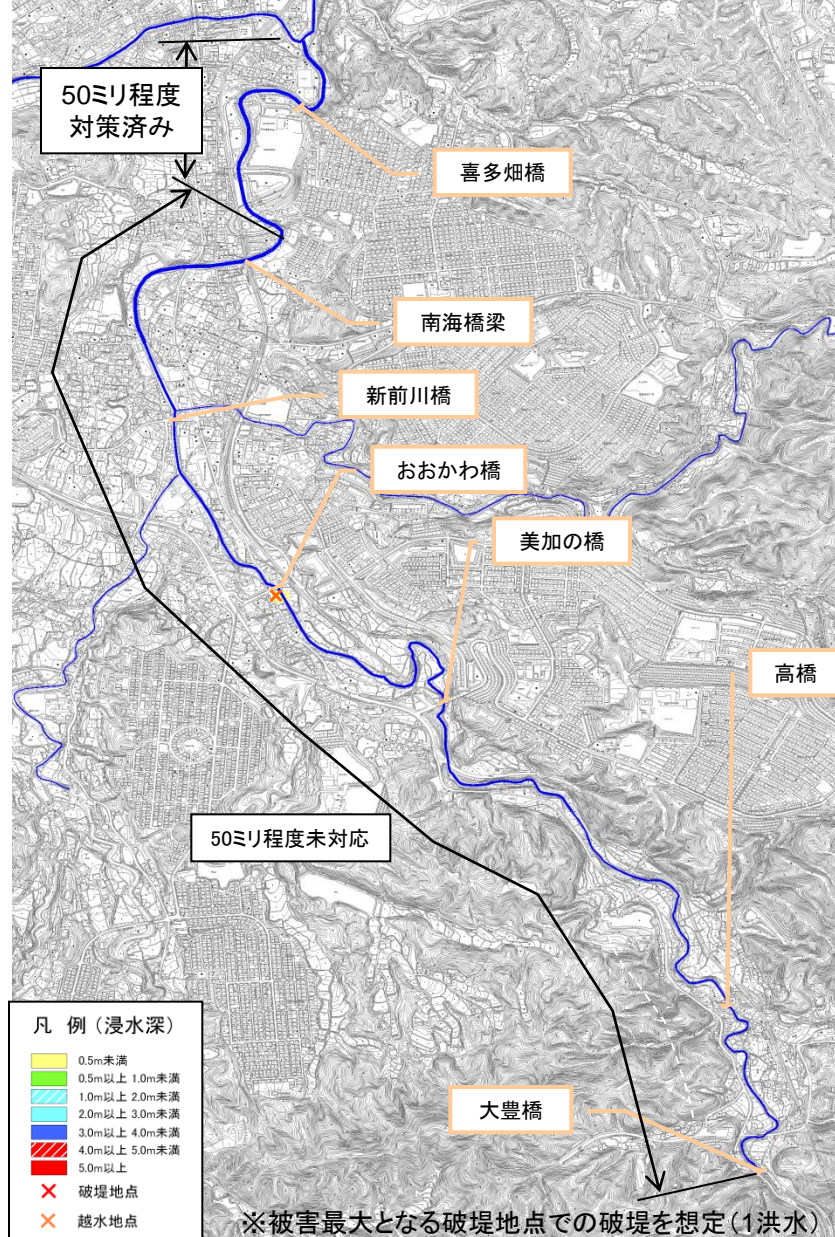 50ミリ程度
対策済み
喜多畑橋
南海橋梁
新前川橋
おおかわ橋
美加の橋
高橋
50ミリ程度未対応
大豊橋
凡 例（浸水深）
0.5m未満
0.5m以上 1.0m未満
1.0m以上 2.0m未満
2.0m以上 3.0m未満
3.0m以上 4.0m未満
4.0m以上 5.0m未満
5.0m以上
破堤地点
越水地点
※被害最大となる破堤地点での破堤を想定（1洪水）